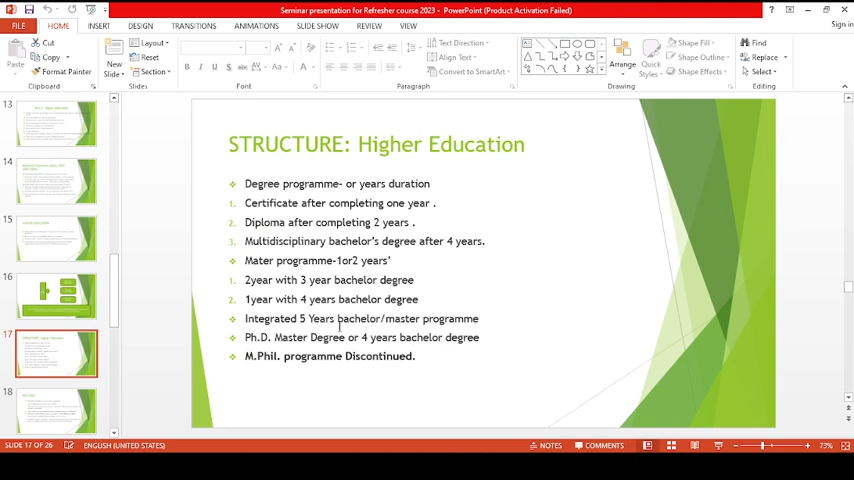 Seminar presentation for Refresher course 2023 - PowerPoint (Product Activation Failed)
FILE HOME INSERT DESIGN TRANSITIONS ANIMATIONS SLIDE SHOW REVIEW VIEW Sign in
Cut
Copy
Format Painter
Paste
Clipboard
New
Slide
Layout
Reset
Section
Slides
Font
Text Direction
Align Text
Convert to SmartArt
Paragraph
Arrange
Quick
Styles
Shape Fill
Shape Outline
Shape Effects
Drawing
Find
Replace
Select
Editing
13
14
15
16
17
18
STRUCTURE: Higher Education
Degree programme- or years duration
1. Certificate after completing one year .
2. Diploma after completing 2 years .
3. Multidisciplinary bachelor's degree after 4 years.
Mater programme-1or2 years'
1. 2year with 3 year bachelor degree
2. 1year with 4 years bachelor degree
Integrated 5 Years bachelor/master programme
Ph.D. Master Degree or 4 years bachelor degree
M.Phil. programme Discontinued.
SLIDE 17 OF 26 ENGLISH (UNITED STATES) NOTES COMMENTS 73%